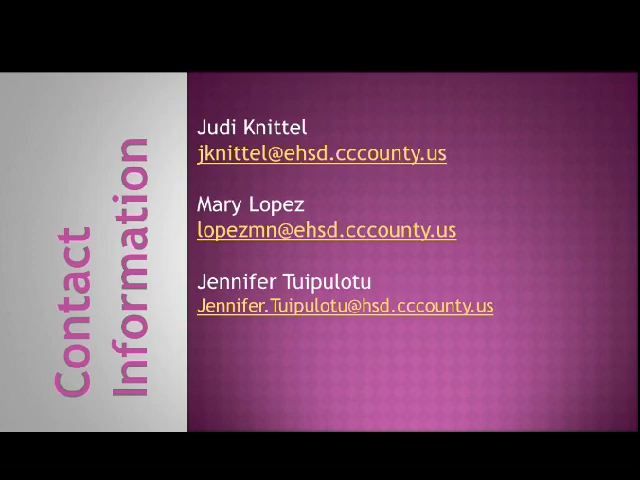 Contact
Information
Judi Knittel
jknittel@ehsd.cccounty.us
Mary Lopez
lopezmn@ehsd.cccounty.us
Jennifer Tuipulotu
Jennifer.Tuipulotu@hsd.cccounty.us